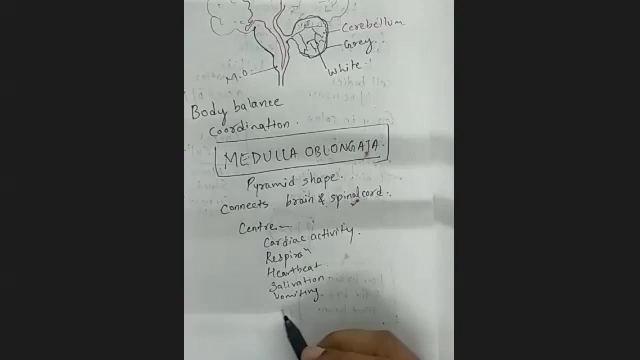 Cerebellum
Grey
White
M.O
Body balance
coordination.
MEDULLA OBLONGATA.
Pyramid shape.
Connects brain & spinal cord.
Centre -
Cardiac activity.
Respirⁿ
Heartbeat.
Salivation.
Vomiting